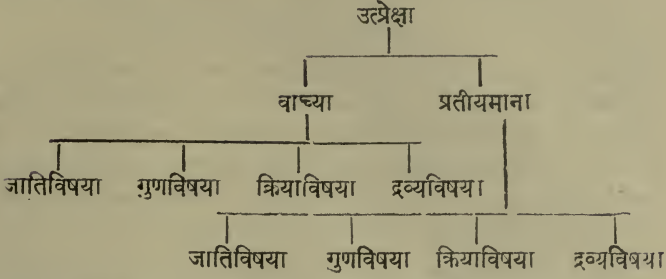 उत्प्रेक्षा
वाच्या प्रतीयमाना
जातिविषया गुणविषया क्रियाविषया द्रव्यविषया
जातिविषया गुणविषया क्रियाविषया द्रव्यविषया